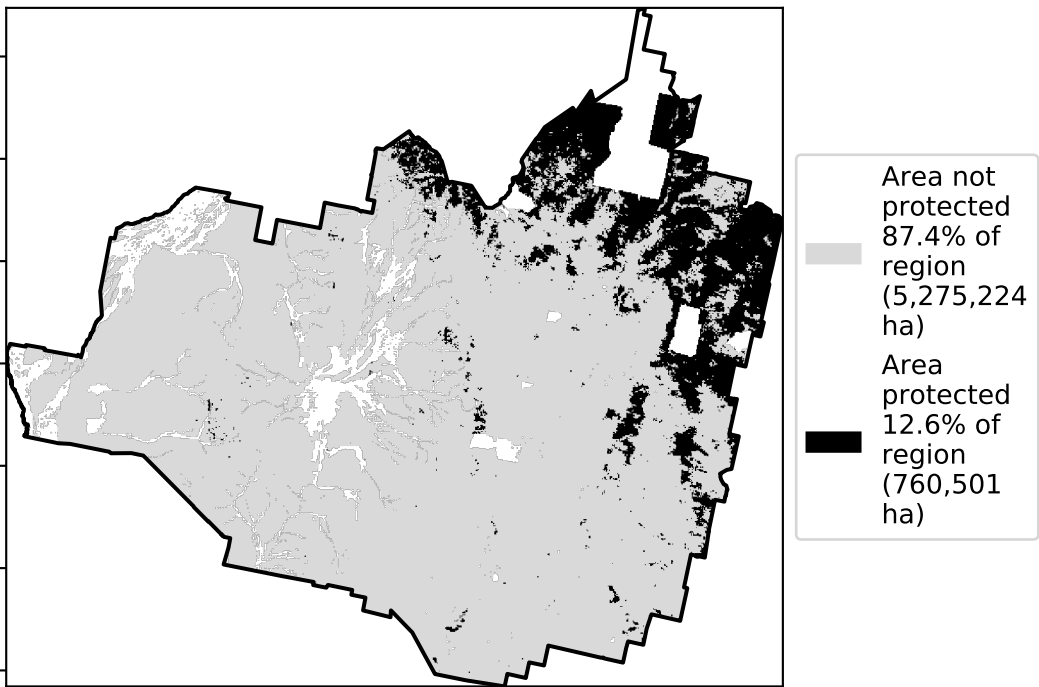 Area not
protected
87.4% of
region
(5,275,224
ha)
Area
protected
12.6% of
region
(760,501
ha)